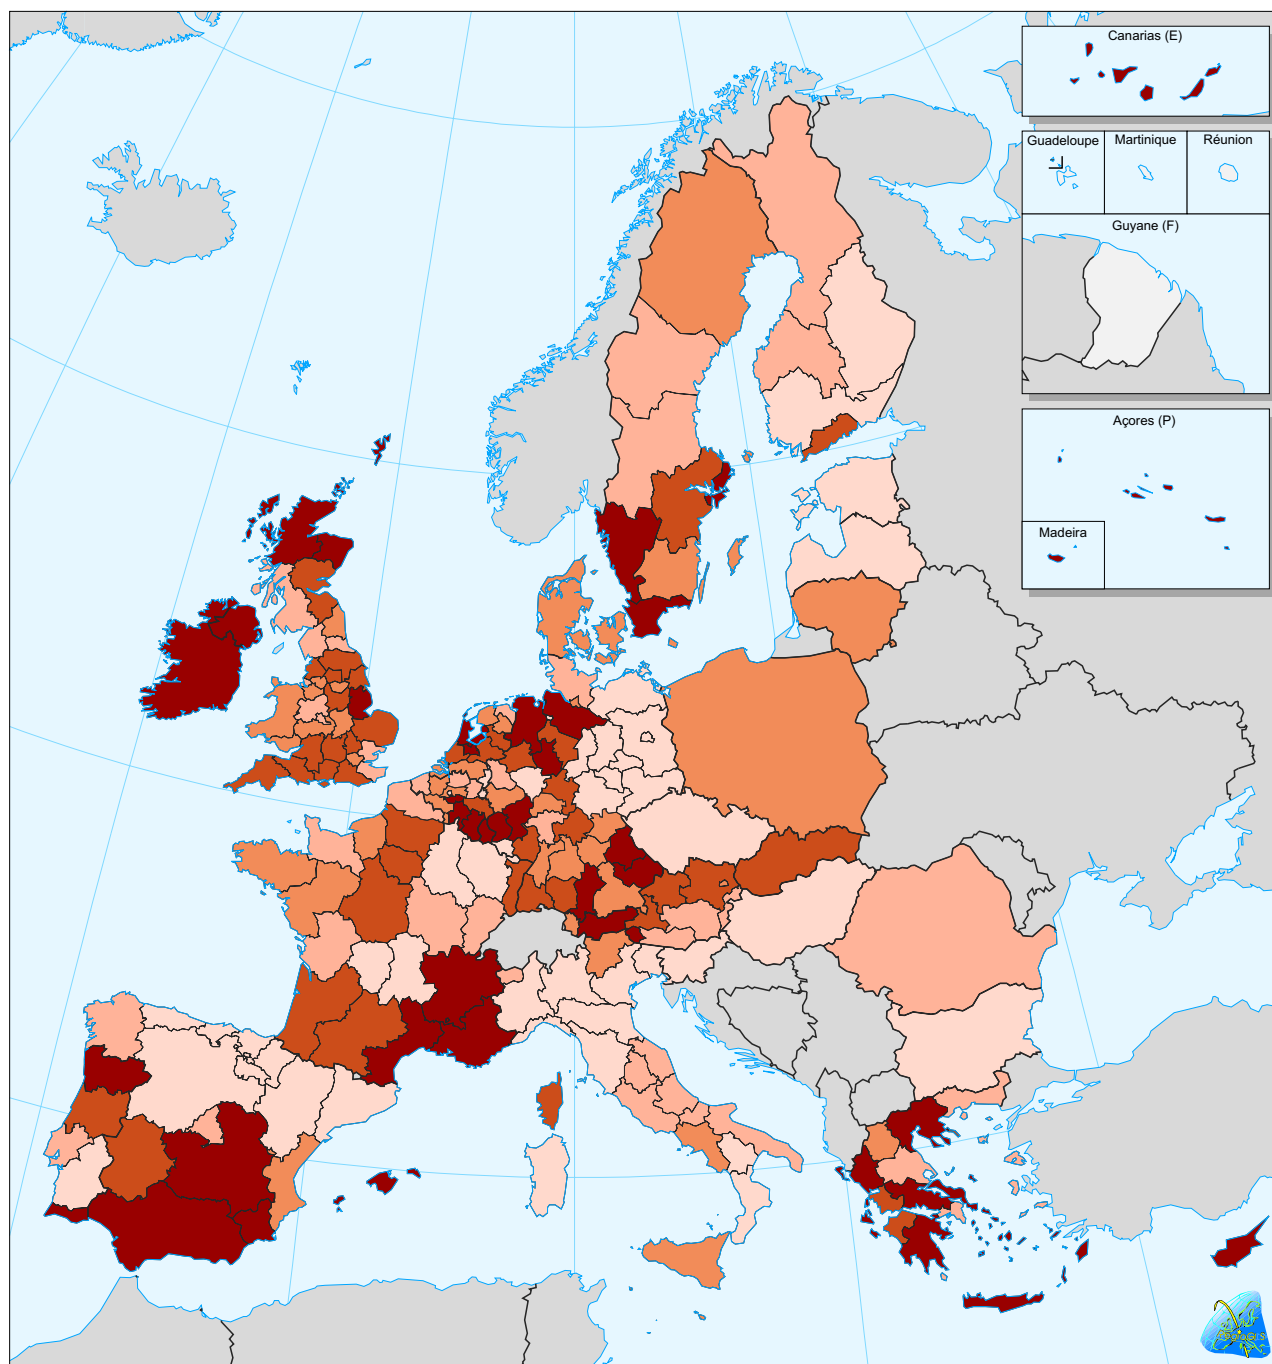 Canarias (E)
Guadeloupe
Martinique
Réunion
Guyane (F)
Açores (P)
Madeira